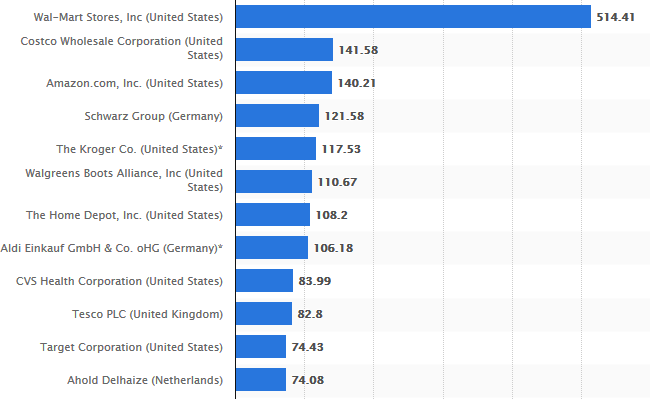 Wal-Mart Stores, Inc (United States) 514.41
Costco Wholesale Corporation (United
States) 141.58
Amazon.com, Inc. (United States) 140.21
Schwarz Group (Germany) 121.58
The Kroger Co. (United States)* 117.53
Walgreens Boots Alliance, Inc (United
States) 110.67
The Home Depot, Inc. (United States) 108.2
Aldi Einkauf GmbH & Co. oHG (Germany)* 106.18
CVS Health Corporation (United States) 83.99
Tesco PLC (United Kingdom) 82.8
Target Corporation (United States) 74.43
Ahold Delhaize (Netherlands) 74.08